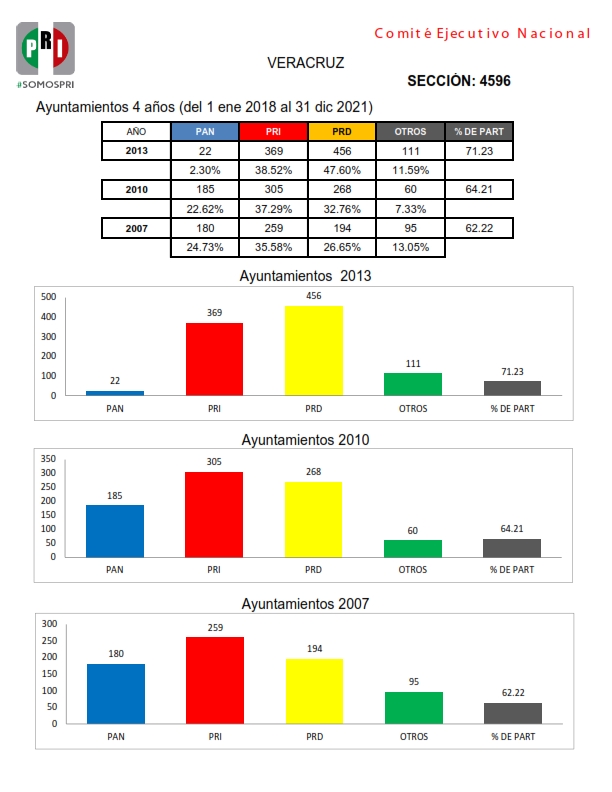 Comité Ejecutivo Nacional
PRI
#SOMOSPRI
VERACRUZ
SECCIÒN: 4596
Ayuntamientos 4 años (del 1 ene 2018 al 31 dic 2021)
AÑO PAN PRI PRD OTROS % DE PART
2013 22 369 456 111 71.23
2.30% 38.52% 47.60% 11.59%
2010 185 305 268 60 64.21
22.62% 37.29% 32.76% 7.33%
2007 180 259 194 95 62.22
24.73% 35.58% 26.65% 13.05%
Ayuntamientos 2013
500
400
300
200
100
0
22 369 456 111 71.23
PAN PRI PRD OTROS % DE PART
Ayuntamientos 2010
350
300
250
200
150
100
50
0
185 305 268 60 64.21
PAN PRI PRD OTROS % DE PART
Ayuntamientos 2007
300
250
200
150
100
50
0
180 259 194 95 62.22
PAN PRI PRD OTROS % DE PART